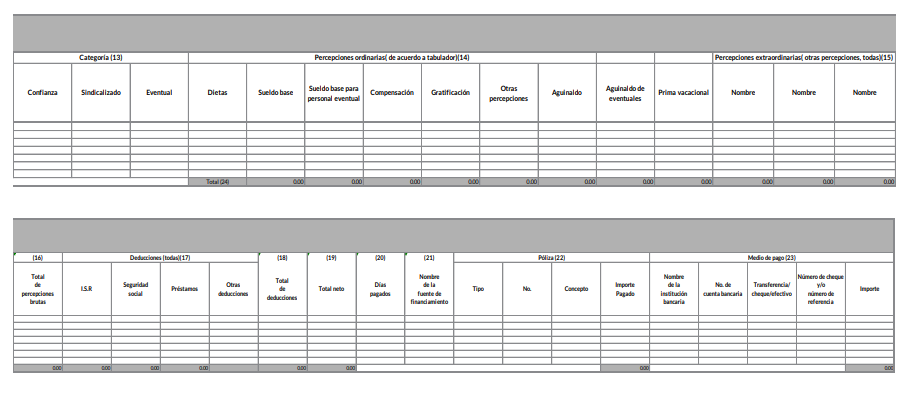 Categoría (13) Percepciones ordinarias( de acuerdo a tabulador)(14) Percepciones extraordinarias( otras percepciones, todas)(15)
Confianza Sindicalizado Eventual Dietas Sueldo base Sueldo base para personal eventual Compensación Gratificación Otras percepciones Aguinaldo Aguinaldo de eventuales Prima vacacional Nombre Nombre Nombre
Total (24) 0.00 0.00 0.00 0.00 0.00 0.00 0.00 0.00 0.00 0.00 0.00
(16) Deducciones (todas)(17) (18) (19) (20) (21) Póliza (22) Medio de pago (23)
Total de percepciones brutas I.S.R Seguridad social Préstamos Otras deducciones Total de deducciones Total neto Días pagados Nombre de la fuente de financiamiento Tipo No. Concepto Importe Pagado Nombre de la institución bancaria No. de cuenta bancaria Transferencia/ cheque/efectivo Número de cheque y/o número de referencia Importe
0.00 0.00 0.00 0.00 0.00 0.00 0.00 0.00